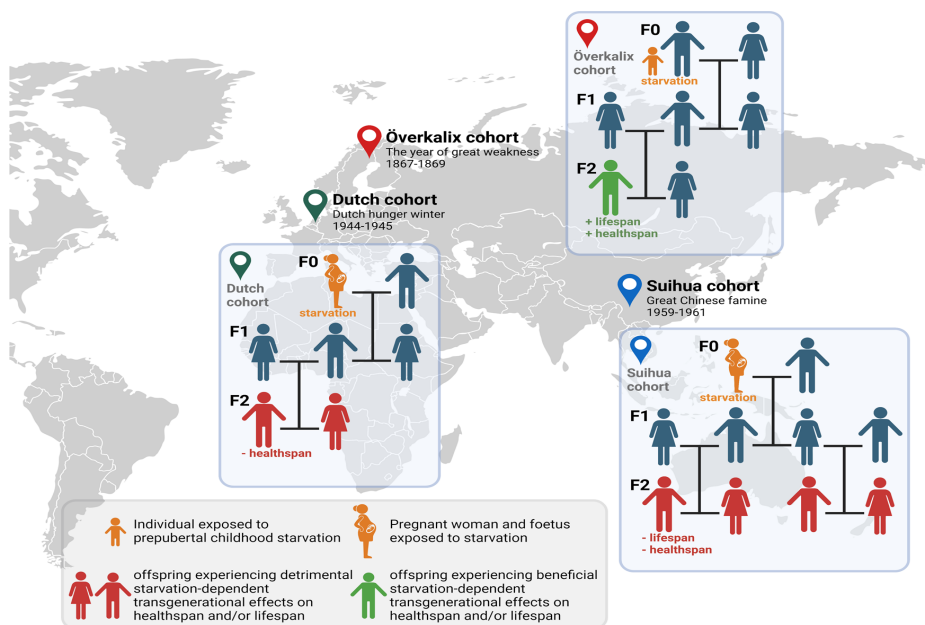 F0
Överkalix
cohort
starvation
F1
F2
+ lifespan
+ healthspan
Överkalix cohort
The year of great weakness
1867-1869
Dutch cohort
Dutch hunger winter
1944-1945
F0
Dutch
cohort
starvation
F1
F2
- healthspan
Suihua cohort
Great Chinese famine
1959-1961
F0
Suihua
cohort
starvation
F1
F2
- lifespan
- healthspan
Individual exposed to
prepubertal childhood starvation
Pregnant woman and foetus
exposed to starvation
offspring experiencing detrimental
starvation-dependent
transgenerational effects on
healthspan and/or lifespan
offspring experiencing beneficial
starvation-dependent
transgenerational effects on
healthspan and/or lifespan